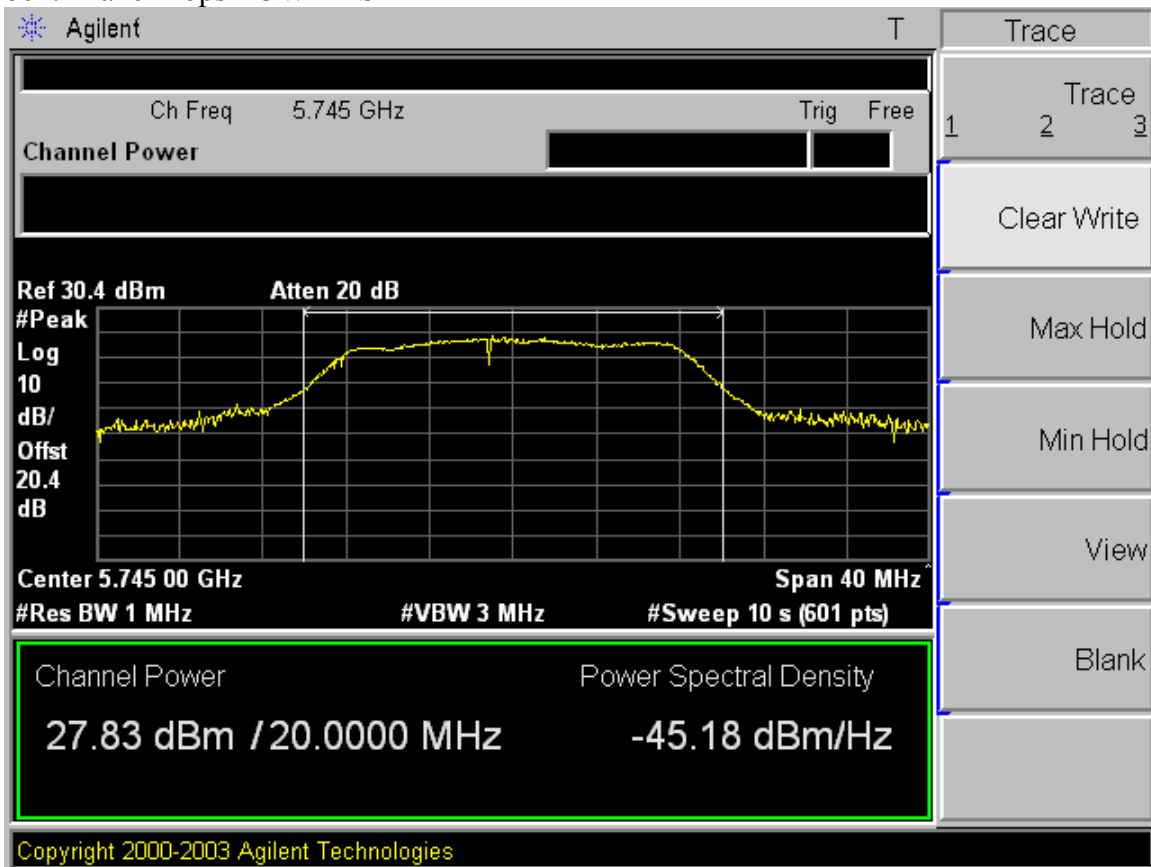 Agilent T Trace
Ch Freq 5.745 GHz Trig Free
Channel Power
Trace
1 2 3
Clear Write
Ref 30.4 dBm Atten 20 dB
#Peak
Log
10
dB/
Offst
20.4
dB
Max Hold
Min Hold
View
Center 5.745 00 GHz Span 40 MHz
#Res BW 1 MHz #VBW 3 MHz #Sweep 10 s (601 pts)
Blank
Channel Power Power Spectral Density
27.83 dBm / 20.0000 MHz -45.18 dBm/Hz
Copyright 2000-2003 Agilent Technologies